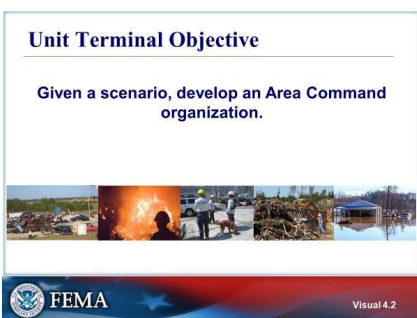 Unit Terminal Objective
Given a scenario, develop an Area Command
organization.
FEMA
Visual 4.2